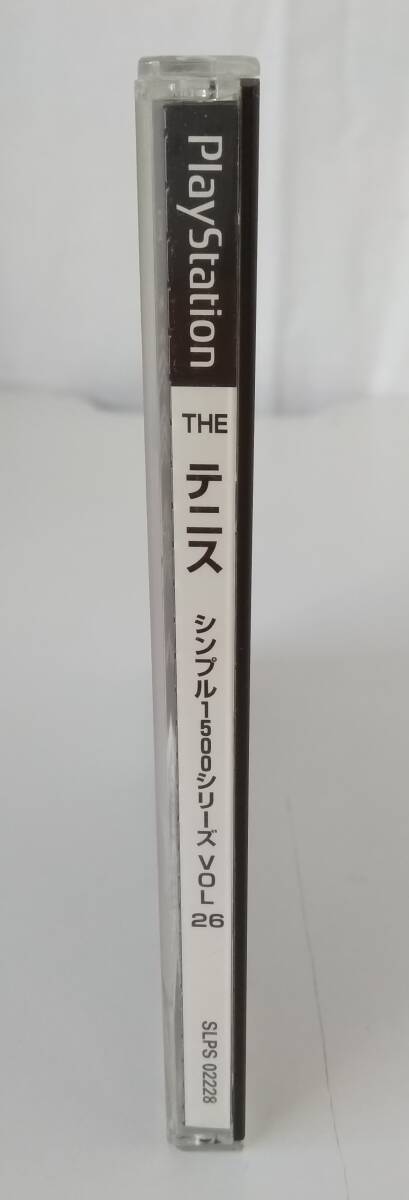 PlayStation
THE
テニス
シンプル1500シリーズ VOL 26
SLPS 02228